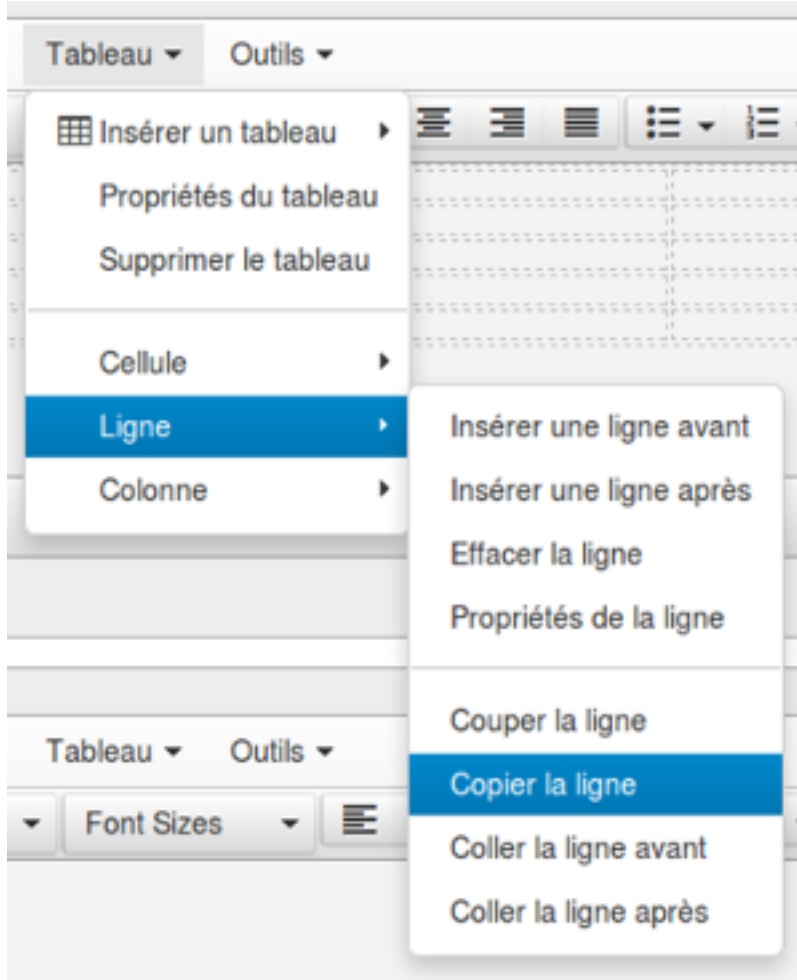 Tableau Outils
Insérer un tableau
Propriétés du tableau
Supprimer le tableau
Cellule
Ligne
Colonne
Insérer une ligne avant
Insérer une ligne après
Effacer la ligne
Propriétés de la ligne
Couper la ligne
Copier la ligne
Coller la ligne avant
Coller la ligne après
Tableau Outils
Font Sizes